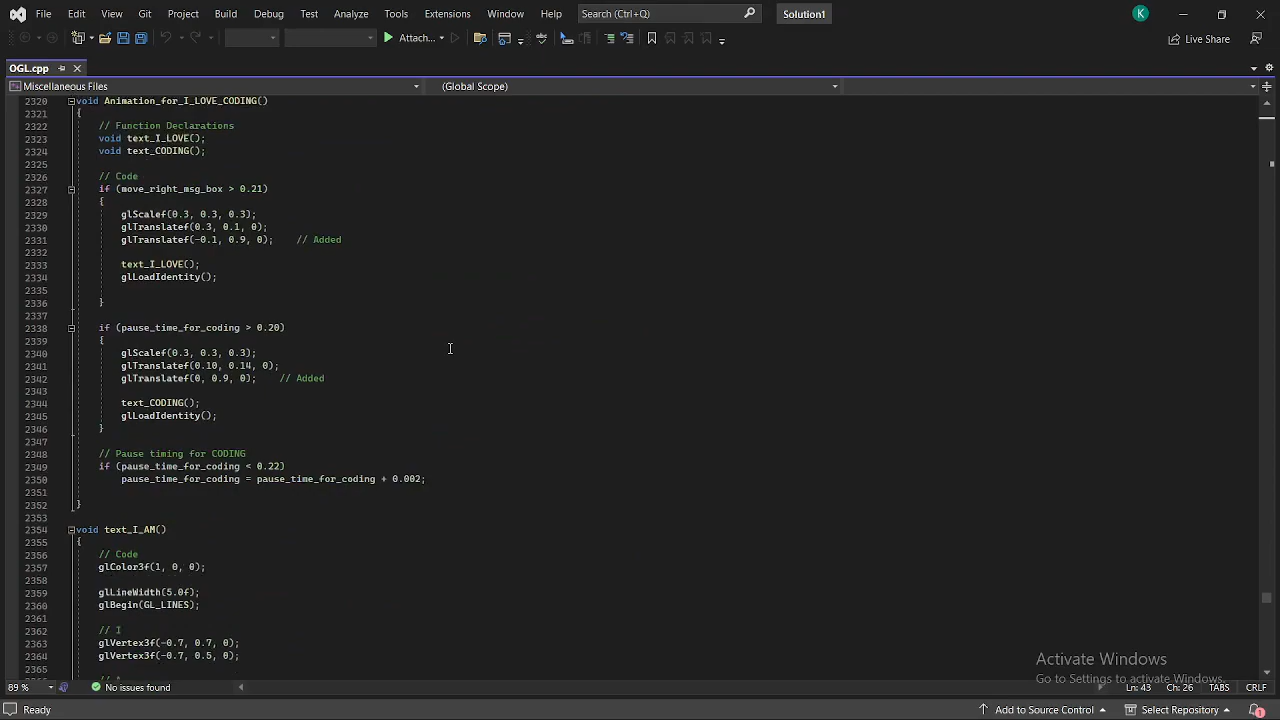 File Edit View Git Project Build Debug Test Analyze Tools Extensions Window Help Search (Ctrl+Q) Solution1 K
Attach... Live Share
OGL.cpp
Miscellaneous Files (Global Scope)
2320 void Animation_for_I_LOVE_CODING()
2321 {
2322 // Function Declarations
2323 void text_I_LOVE();
2324 void text_CODING();
2325
2326 // Code
2327 if (move_right_msg_box > 0.21)
2328 {
2329 glScalef(0.3, 0.3, 0.3);
2330 glTranslatef(0.3, 0.1, 0);
2331 glTranslatef(-0.1, 0.9, 0); // Added
2332
2333 text_I_LOVE();
2334 glLoadIdentity();
2335
2336 }
2337
2338 if (pause_time_for_coding > 0.20)
2339 {
2340 glScalef(0.3, 0.3, 0.3);
2341 glTranslatef(0.10, 0.14, 0);
2342 glTranslatef(0, 0.9, 0); // Added
2343
2344 text_CODING();
2345 glLoadIdentity();
2346 }
2347
2348 // Pause timing for CODING
2349 if (pause_time_for_coding < 0.22)
2350 pause_time_for_coding = pause_time_for_coding + 0.002;
2351
2352 }
2353
2354 void text_I_AM()
2355 {
2356 // Code
2357 glColor3f(1, 0, 0);
2358
2359 glLineWidth(5.0f);
2360 glBegin(GL_LINES);
2361
2362 // I
2363 glVertex3f(-0.7, 0.7, 0);
2364 glVertex3f(-0.7, 0.5, 0);
2365
Activate Windows
Go to Settings to activate Windows.
89 % No issues found Ln: 43 Ch: 26 TABS CRLF
Ready Add to Source Control Select Repository 1